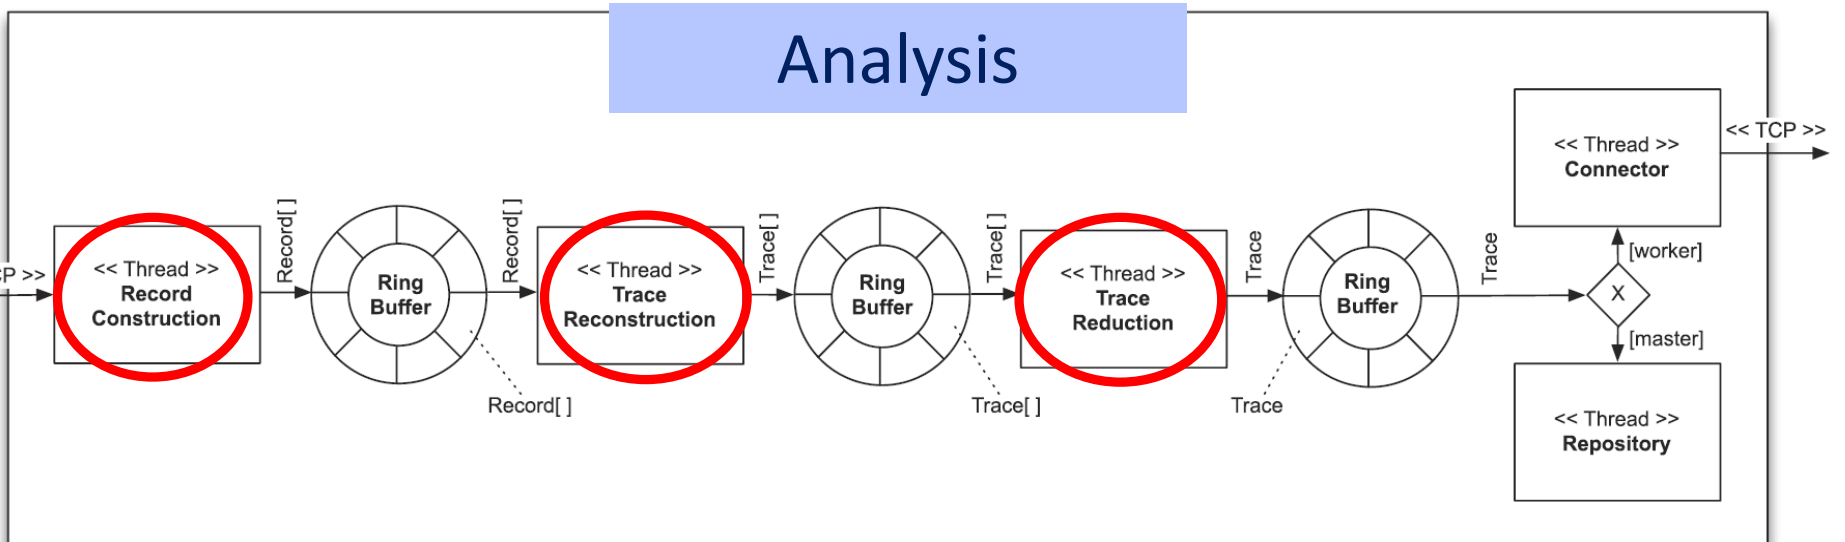 Analysis
<< Thread >>
Connector
<< TCP >>
CP >>
<< Thread >>
Record
Construction
Record[ ]
Ring
Buffer
Record[ ]
Record[ ]
<< Thread >>
Trace
Reconstruction
Trace[ ]
Ring
Buffer
Trace[ ]
Trace[ ]
<< Thread >>
Trace
Reduction
Trace
Ring
Buffer
Trace
Trace
[worker]
X
[master]
<< Thread >>
Repository